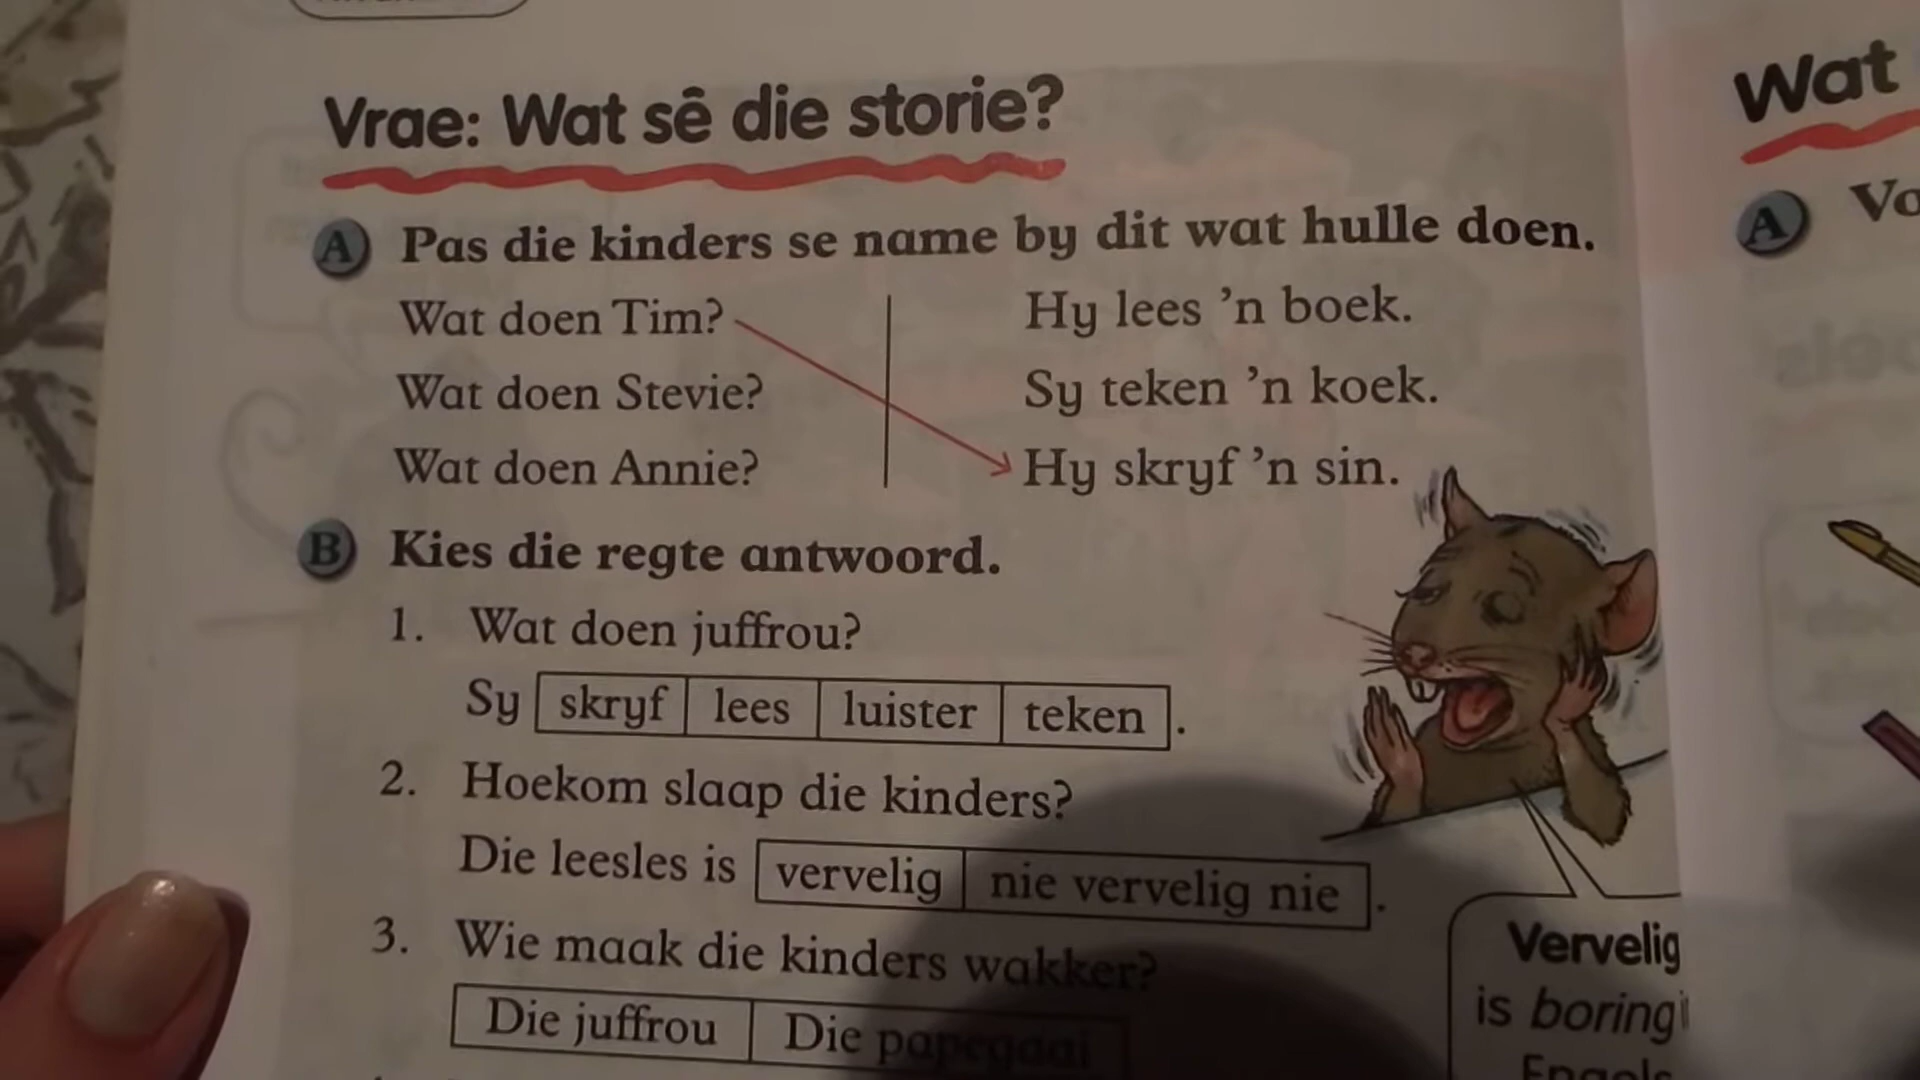 Vrae: Wat sê die storie?
A Pas die kinders se name by dit wat hulle doen.
Wat doen Tim? Hy lees ’n boek.
Wat doen Stevie? Sy teken ’n koek.
Wat doen Annie? Hy skryf ’n sin.
B Kies die regte antwoord.
1. Wat doen juffrou?
Sy skryf lees luister teken .
2. Hoekom slaap die kinders?
Die leesles is vervelig nie vervelig nie .
3. Wie maak die kinders wakker?
Die juffrou Die papegaai
Vervelig
is boring
Engels
Wat
A